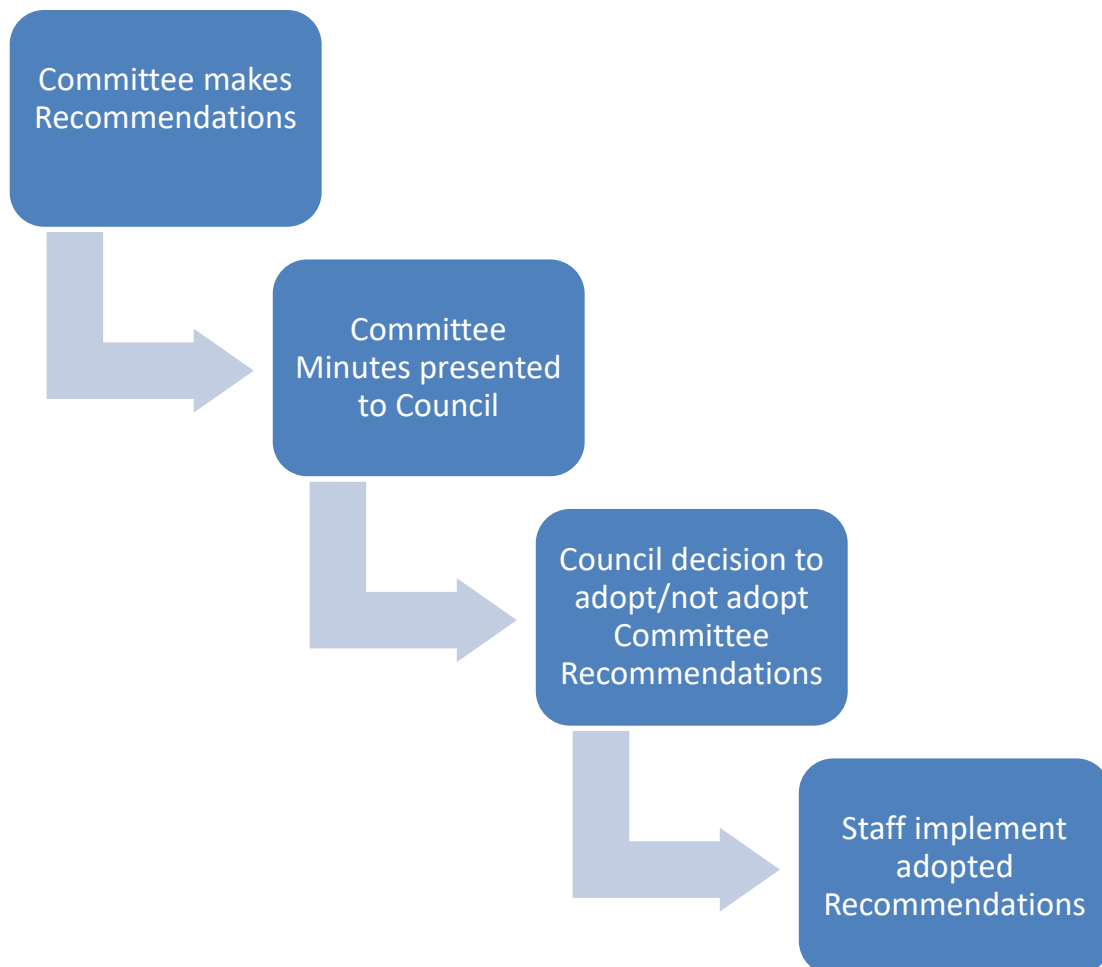 Committee makes
Recommendations
Committee
Minutes presented
to Council
Council decision to
adopt/not adopt
Committee
Recommendations
Staff implement
adopted
Recommendations